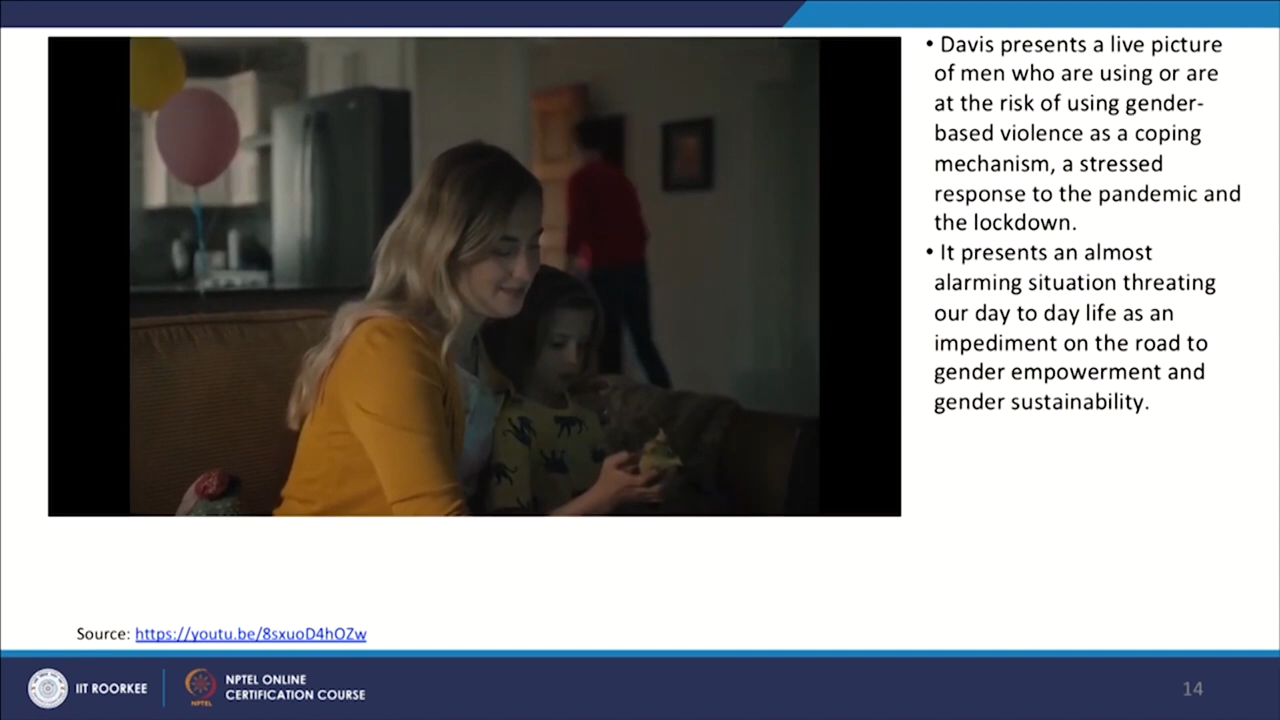 • Davis presents a live picture
of men who are using or are
at the risk of using gender-
based violence as a coping
mechanism, a stressed
response to the pandemic and
the lockdown.
• It presents an almost
alarming situation threating
our day to day life as an
impediment on the road to
gender empowerment and
gender sustainability.
Source: https://youtu.be/8sxuoD4hOZw
IIT ROORKEE
NPTEL
NPTEL ONLINE
CERTIFICATION COURSE
14